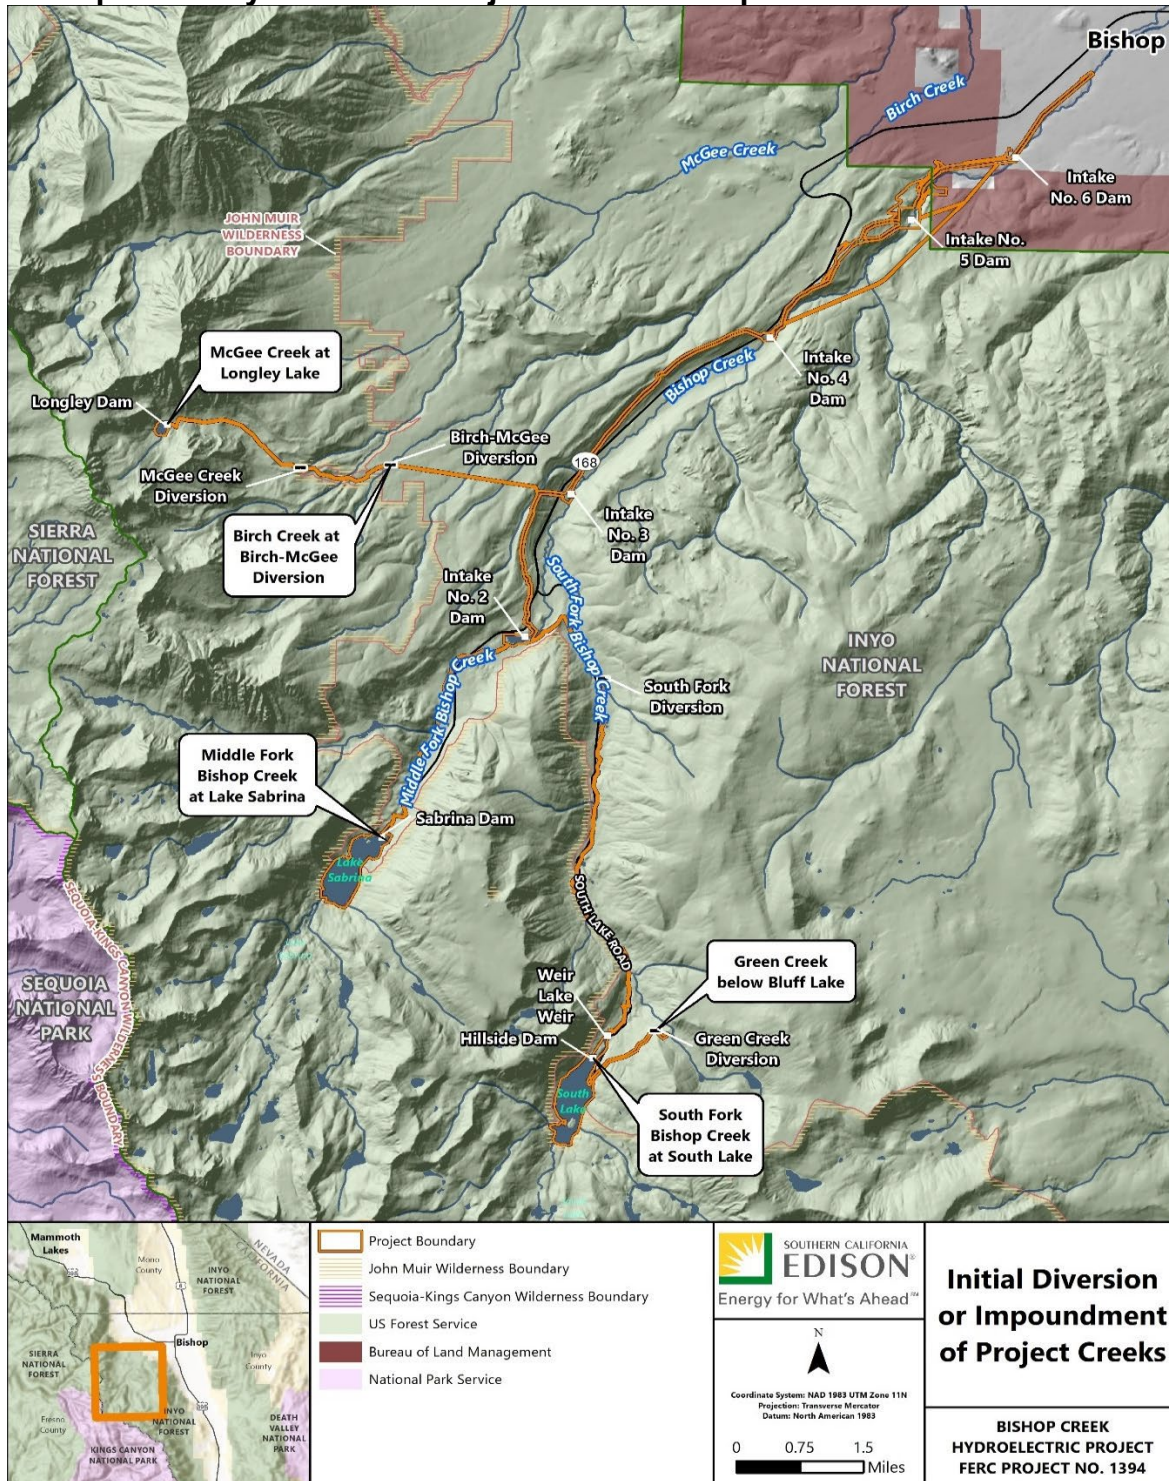 Bishop
Birch Creek
McGee Creek
Intake
No. 6 Dam
JOHN MUIR
WILDERNESS
BOUNDARY
Intake No.
5 Dam
McGee Creek at
Longley Lake
Bishop Creek
Intake
No. 4
Dam
Longley Dam
Birch-McGee
Diversion
168
McGee Creek
Diversion
Intake
No. 3
Dam
Birch Creek at
Birch-McGee
Diversion
SIERRA
NATIONAL
FOREST
Intake
No. 2
Dam
South Fork Bishop Creek
INYO
NATIONAL
FOREST
Middle Fork Bishop Creek
South Fork
Diversion
Middle Fork
Bishop Creek
at Lake Sabrina
Sabrina Dam
Lake
Sabrina
SOUTH LAKE ROAD
SEQUOIA-KINGS CANYON WILDERNESS BOUNDARY
SEQUOIA
NATIONAL
PARK
Green Creek
below Bluff Lake
Weir
Lake
Weir
Hillside Dam
Green Creek
Diversion
South
Lake
South Fork
Bishop Creek
at South Lake
Mammoth
Lakes
Mono
County
NEVADA
CALIFORNIA
395
6
INYO
NATIONAL
FOREST
Bishop
SIERRA
NATIONAL
FOREST
Inyo
County
395
Fresno
County
INYO
NATIONAL
FOREST
KINGS CANYON
NATIONAL PARK
DEATH
VALLEY
NATIONAL
PARK
Project Boundary
John Muir Wilderness Boundary
Sequoia-Kings Canyon Wilderness Boundary
US Forest Service
Bureau of Land Management
National Park Service
SOUTHERN CALIFORNIA
EDISON®
Energy for What's Ahead℠
N
Coordinate System: NAD 1983 UTM Zone 11N
Projection: Transverse Mercator
Datum: North American 1983
0 0.75 1.5
Miles
Initial Diversion
or Impoundment
of Project Creeks
BISHOP CREEK
HYDROELECTRIC PROJECT
FERC PROJECT NO. 1394